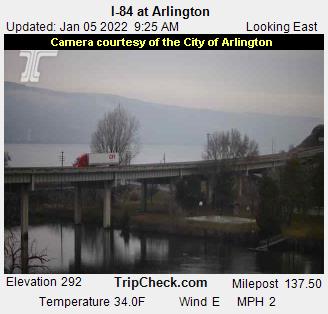 I-84 at Arlington
Updated: Jan 05 2022 9:25 AM Looking East
Camera courtesy of the City of Arlington
Elevation 292 TripCheck.com Milepost 137.50
Temperature 34.0F Wind E MPH 2